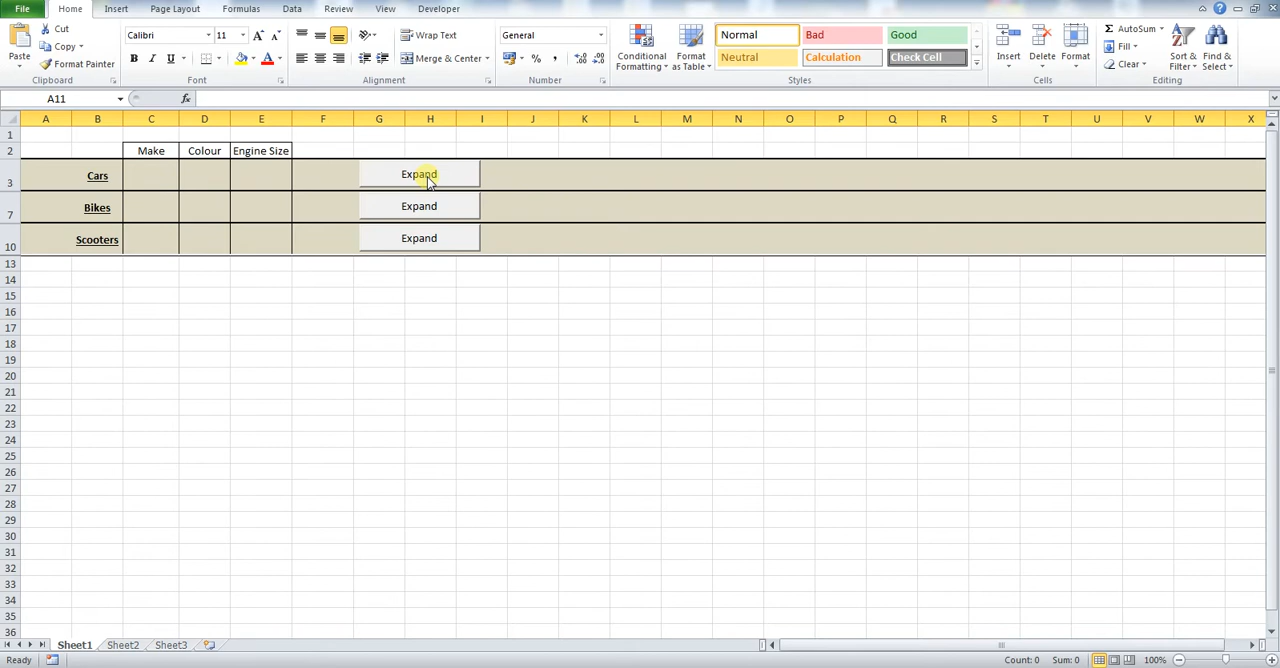 File Home Insert Page Layout Formulas Data Review View Developer
Cut
Calibri 11 A A
Wrap Text
General
Normal Bad Good
AutoSum
Copy
Paste
Format Painter
B I U
Merge & Center
% ,
Conditional Formatting
Format as Table
Neutral Calculation Check Cell
Insert Delete Format
Fill
Clear
Sort & Filter
Find & Select
Clipboard Font Alignment Number Styles Cells Editing
A11 fx
A B C D E F G H I J K L M N O P Q R S T U V W X
1
2 Make Colour Engine Size
3 Cars Expand
7 Bikes Expand
10 Scooters Expand
13
14
15
16
17
18
19
20
21
22
23
24
25
26
27
28
29
30
31
32
33
34
35
36
Sheet1 Sheet2 Sheet3
Ready Count: 0 Sum: 0 100%